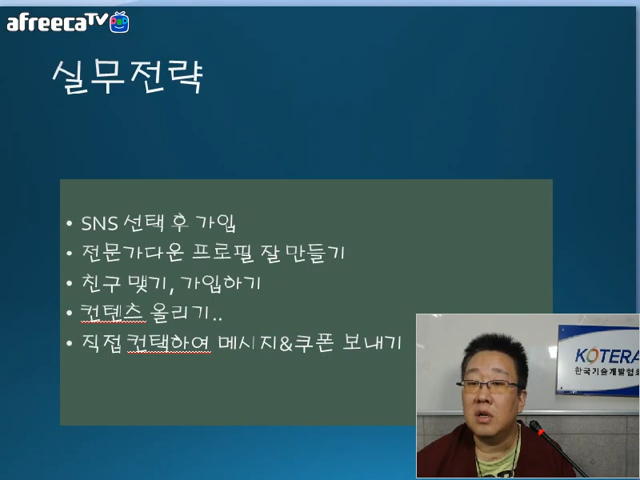 afreecaTV
실무전략
• SNS 선택 후 가입
• 전문가다운 프로필 잘 만들기
• 친구 맺기, 가입하기
• 컨텐츠 올리기..
• 직접 컨택하여 메시지&쿠폰 보내기
KOTERA
한국기술개발협회